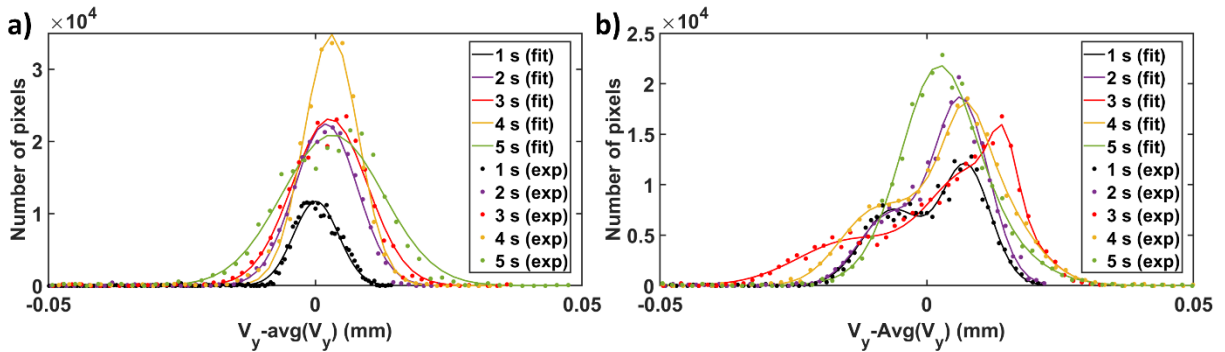 a)
×10⁴
Number of pixels
3
2
1
0
-0.05
0
0.05
V_y-avg(V_y) (mm)
1 s (fit)
2 s (fit)
3 s (fit)
4 s (fit)
5 s (fit)
1 s (exp)
2 s (exp)
3 s (exp)
4 s (exp)
5 s (exp)
b)
×10⁴
Number of pixels
2.5
2
1.5
1
0.5
0
-0.05
0
0.05
V_y-Avg(V_y) (mm)
1 s (fit)
2 s (fit)
3 s (fit)
4 s (fit)
5 s (fit)
1 s (exp)
2 s (exp)
3 s (exp)
4 s (exp)
5 s (exp)